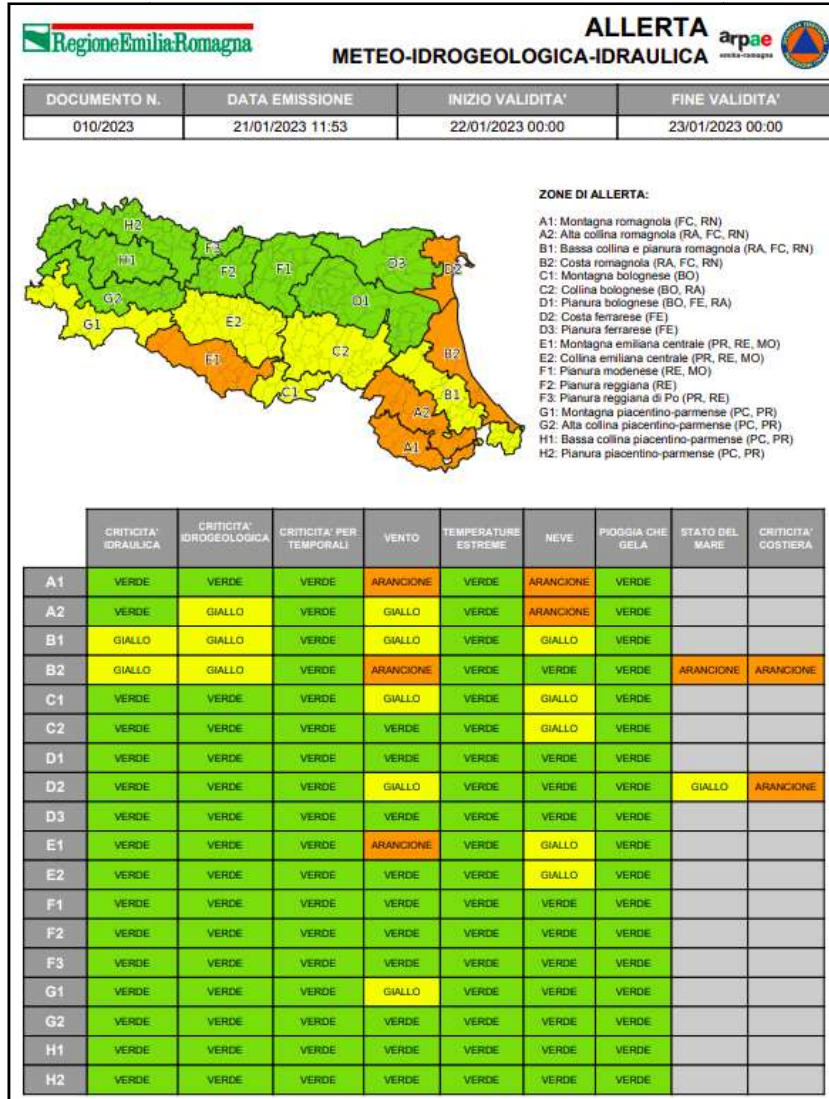 RegioneEmilia-Romagna
ALLERTA
METEO-IDROGEOLOGICA-IDRAULICA
arpae
emilia-romagna
DOCUMENTO N. DATA EMISSIONE INIZIO VALIDITA' FINE VALIDITA'
010/2023 21/01/2023 11:53 22/01/2023 00:00 23/01/2023 00:00
ZONE DI ALLERTA:
A1: Montagna romagnola (FC, RN)
A2: Alta collina romagnola (RA, FC, RN)
B1: Bassa collina e pianura romagnola (RA, FC, RN)
B2: Costa romagnola (RA, FC, RN)
C1: Montagna bolognese (BO)
C2: Collina bolognese (BO, RA)
D1: Pianura bolognese (BO, FE, RA)
D2: Costa ferrarese (FE)
D3: Pianura ferrarese (FE)
E1: Montagna emiliana centrale (PR, RE, MO)
E2: Collina emiliana centrale (PR, RE, MO)
F1: Pianura modenese (RE, MO)
F2: Pianura reggiana (RE)
F3: Pianura reggiana di Po (PR, RE)
G1: Montagna piacentino-parmense (PC, PR)
G2: Alta collina piacentino-parmense (PC, PR)
H1: Bassa collina piacentino-parmense (PC, PR)
H2: Pianura piacentino-parmense (PC, PR)
H2
F3
D3
D2
H1
F2
F1
G2
D1
G1
E2
C2
B2
E1
C1
B1
A2
A1
CRITICITA' IDRAULICA CRITICITA' IDROGEOLOGICA CRITICITA' PER TEMPORALI VENTO TEMPERATURE ESTREME NEVE PIOGGIA CHE GELA STATO DEL MARE CRITICITA' COSTIERA
A1 VERDE VERDE VERDE ARANCIONE VERDE ARANCIONE VERDE
A2 VERDE GIALLO VERDE GIALLO VERDE ARANCIONE VERDE
B1 GIALLO GIALLO VERDE GIALLO VERDE GIALLO VERDE
B2 GIALLO GIALLO VERDE ARANCIONE VERDE VERDE VERDE ARANCIONE ARANCIONE
C1 VERDE VERDE VERDE GIALLO VERDE GIALLO VERDE
C2 VERDE VERDE VERDE VERDE VERDE GIALLO VERDE
D1 VERDE VERDE VERDE VERDE VERDE VERDE VERDE
D2 VERDE VERDE VERDE GIALLO VERDE VERDE VERDE GIALLO ARANCIONE
D3 VERDE VERDE VERDE VERDE VERDE VERDE VERDE
E1 VERDE VERDE VERDE ARANCIONE VERDE GIALLO VERDE
E2 VERDE VERDE VERDE VERDE VERDE GIALLO VERDE
F1 VERDE VERDE VERDE VERDE VERDE VERDE VERDE
F2 VERDE VERDE VERDE VERDE VERDE VERDE VERDE
F3 VERDE VERDE VERDE VERDE VERDE VERDE VERDE
G1 VERDE VERDE VERDE GIALLO VERDE VERDE VERDE
G2 VERDE VERDE VERDE VERDE VERDE VERDE VERDE
H1 VERDE VERDE VERDE VERDE VERDE VERDE VERDE
H2 VERDE VERDE VERDE VERDE VERDE VERDE VERDE